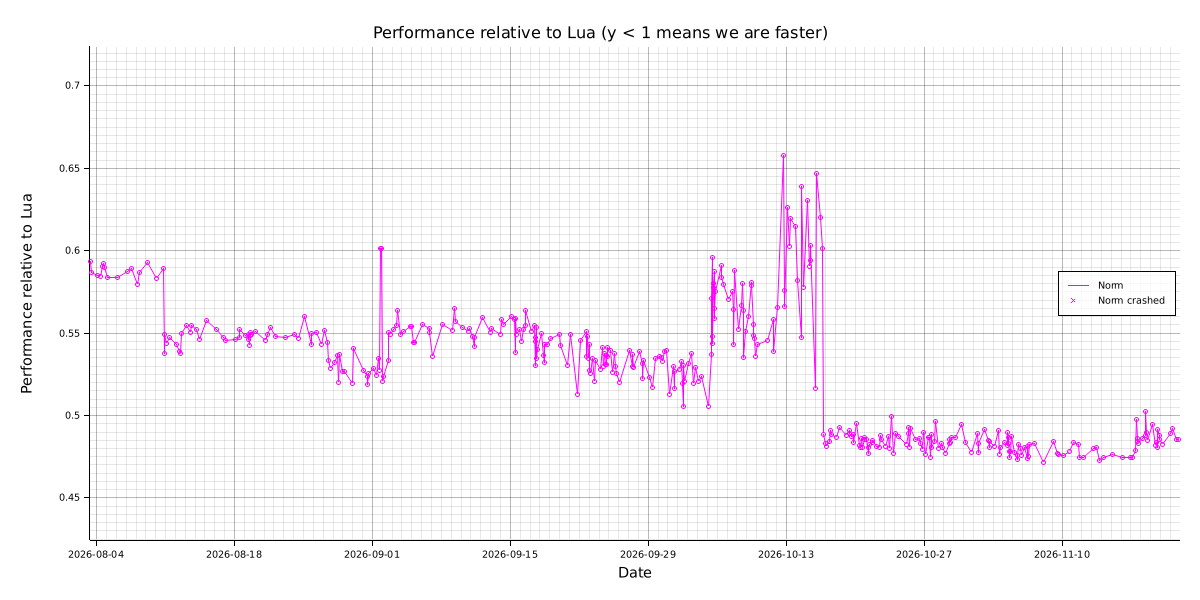 Performance relative to Lua (y < 1 means we are faster)
Performance relative to Lua
0.7
0.65
0.6
0.55
0.5
0.45
Norm
Norm crashed
2026-08-04
2026-08-18
2026-09-01
2026-09-15
2026-09-29
2026-10-13
2026-10-27
2026-11-10
Date